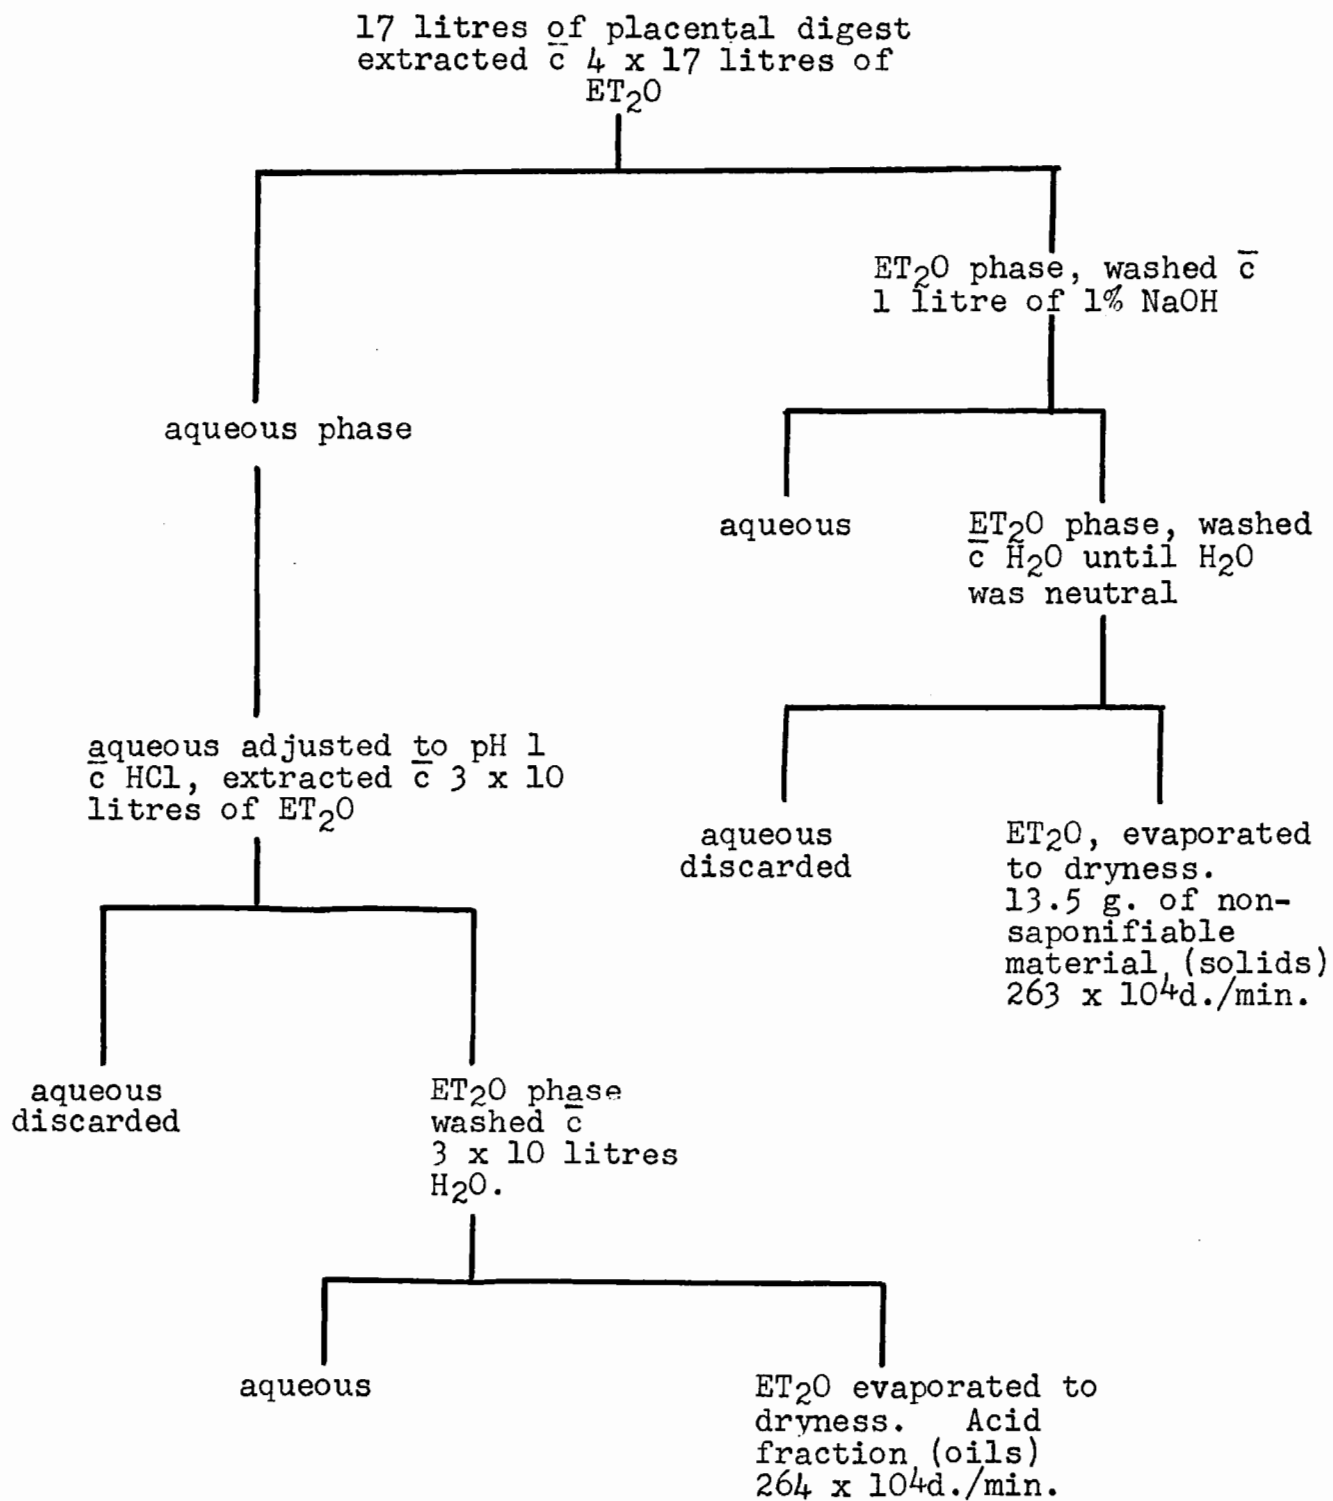 17 litres of placental digest
extracted c̄ 4 x 17 litres of
ET₂O
ET₂O phase, washed c̄
1 litre of 1% NaOH
aqueous phase
aqueous
ET₂O phase, washed
c̄ H₂O until H₂O
was neutral
aqueous adjusted to pH 1
c̄ HCl, extracted c̄ 3 x 10
litres of ET₂O
aqueous
discarded
ET₂O, evaporated
to dryness.
13.5 g. of non-
saponifiable
material (solids)
263 x 10⁴d./min.
aqueous
discarded
ET₂O phase
washed c̄
3 x 10 litres
H₂O.
aqueous
ET₂O evaporated to
dryness. Acid
fraction (oils)
264 x 10⁴d./min.